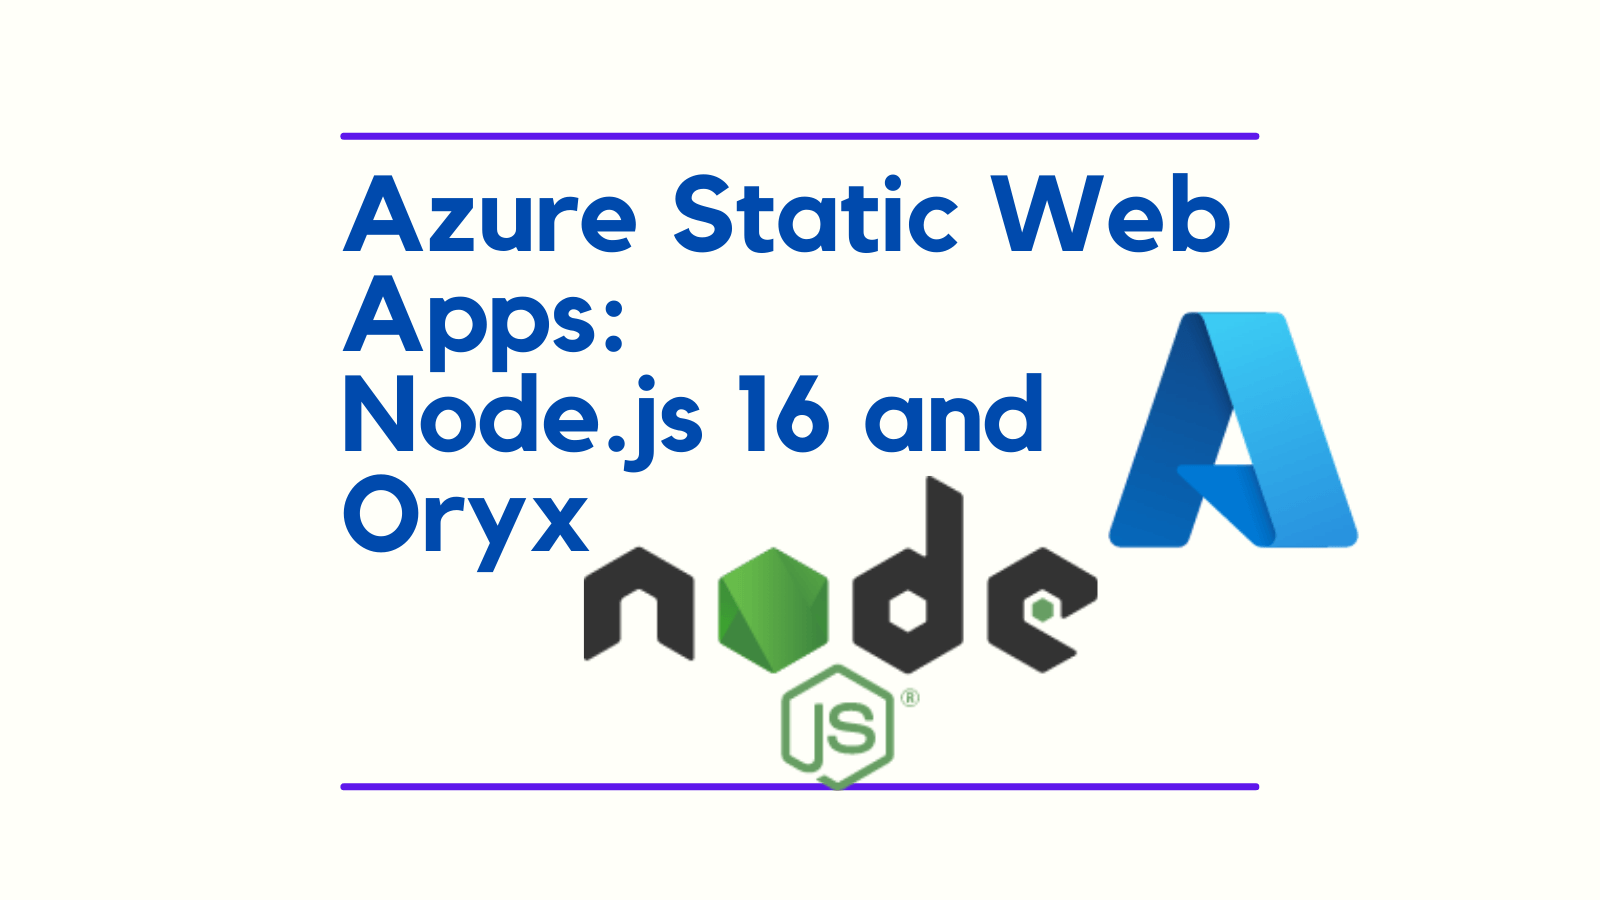 Azure Static Web
Apps:
Node.js 16 and
Oryx
node
JS ®